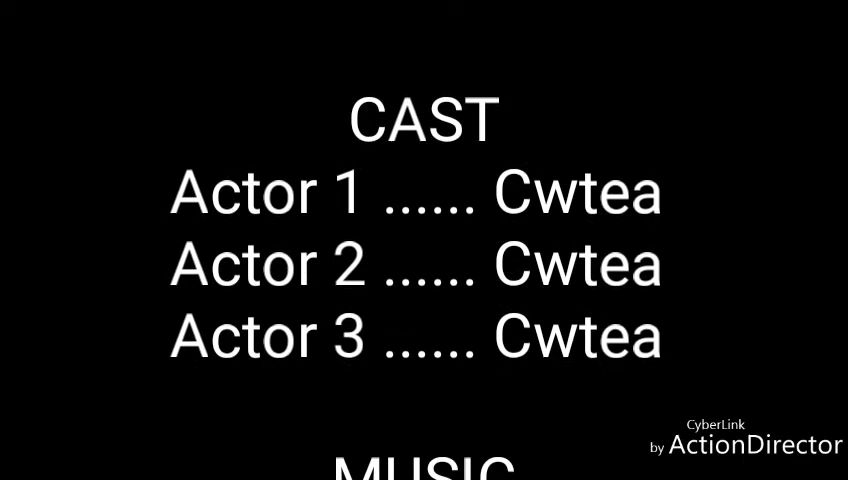 CAST
Actor 1 ...... Cwtea
Actor 2 ...... Cwtea
Actor 3 ...... Cwtea
CyberLink
by ActionDirector
MUSIC